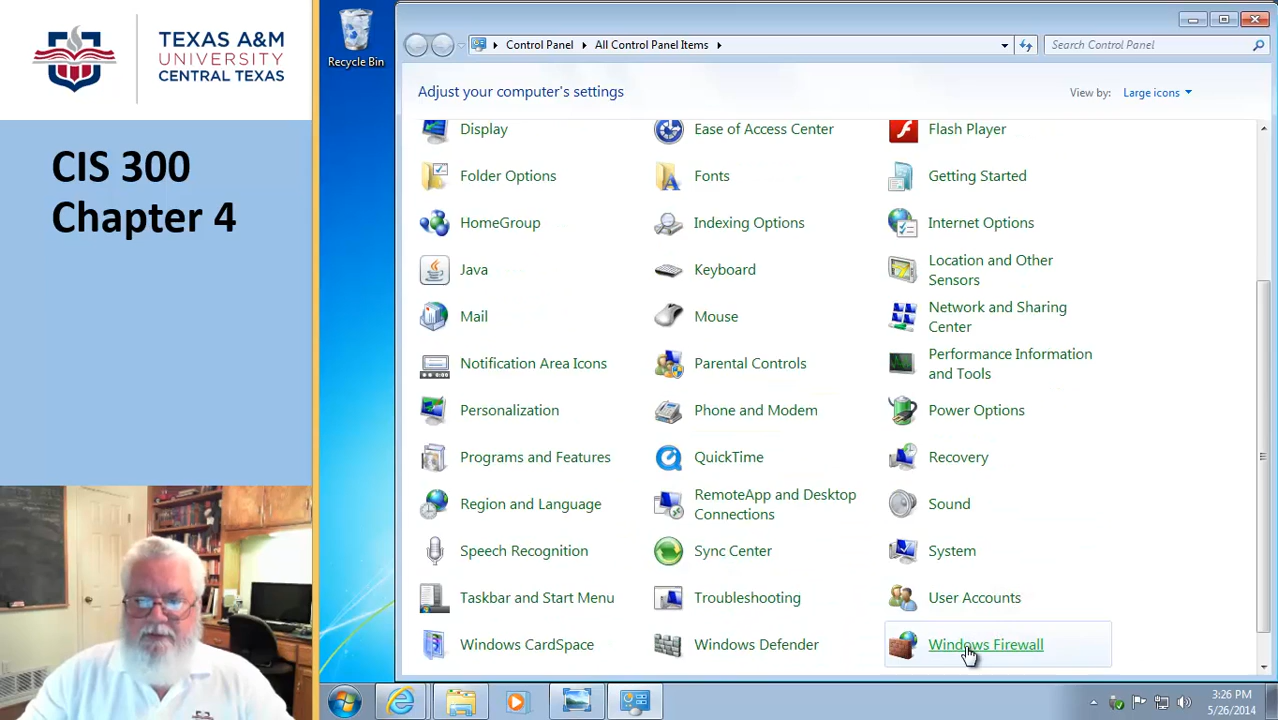 TEXAS A&M
UNIVERSITY
CENTRAL TEXAS
CIS 300
Chapter 4
Recycle Bin
Control Panel
All Control Panel Items
Search Control Panel
Adjust your computer's settings
View by:
Large icons
Display
Ease of Access Center
Flash Player
Folder Options
Fonts
Getting Started
HomeGroup
Indexing Options
Internet Options
Java
Keyboard
Location and Other
Sensors
Mail
Mouse
Network and Sharing
Center
Notification Area Icons
Parental Controls
Performance Information
and Tools
Personalization
Phone and Modem
Power Options
Programs and Features
QuickTime
Recovery
Region and Language
RemoteApp and Desktop
Connections
Sound
Speech Recognition
Sync Center
System
Taskbar and Start Menu
Troubleshooting
User Accounts
Windows CardSpace
Windows Defender
Windows Firewall
3:26 PM
5/26/2014